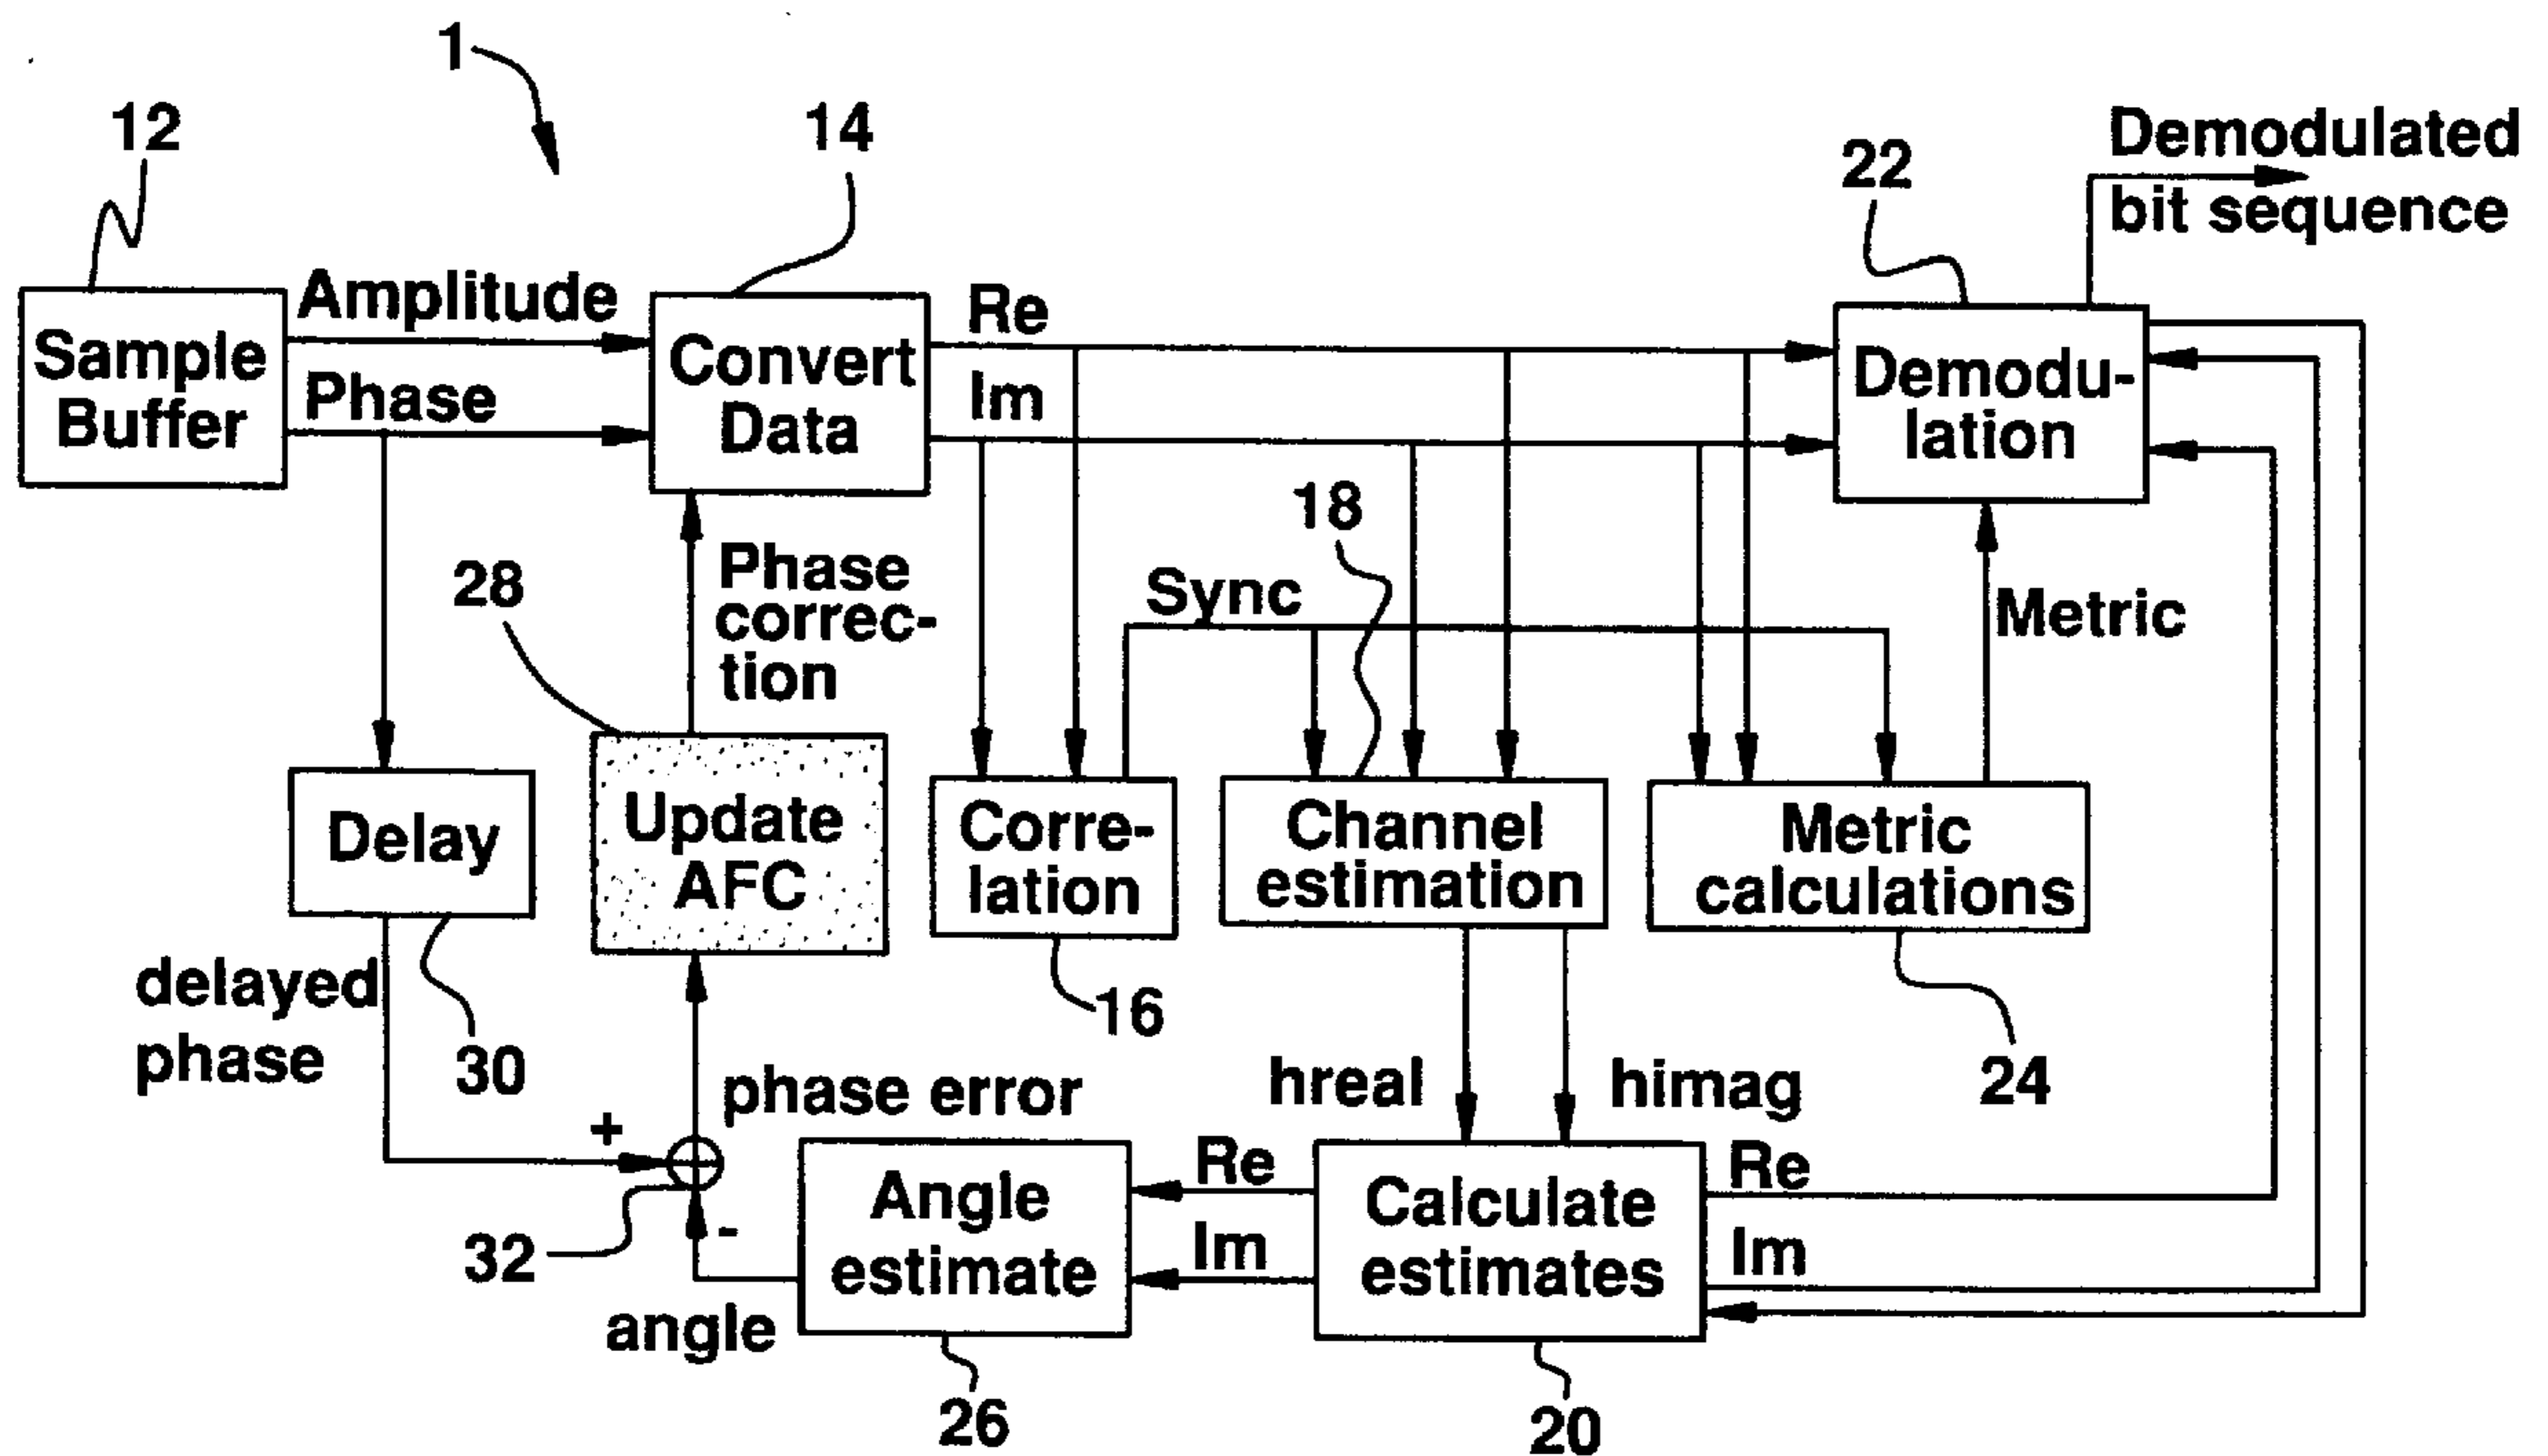 1
12
14
22
Demodulated
bit sequence
Amplitude
Phase
Sample
Buffer
Convert
Data
Re
Im
Demodu-
lation
18
28
Phase
correc-
tion
Sync
Metric
Delay
Update
AFC
Corre-
lation
Channel
estimation
Metric
calculations
delayed
phase
30
16
24
phase error
hreal
himag
+
-
32
angle
Angle
estimate
Re
Im
Calculate
estimates
Re
Im
26
20